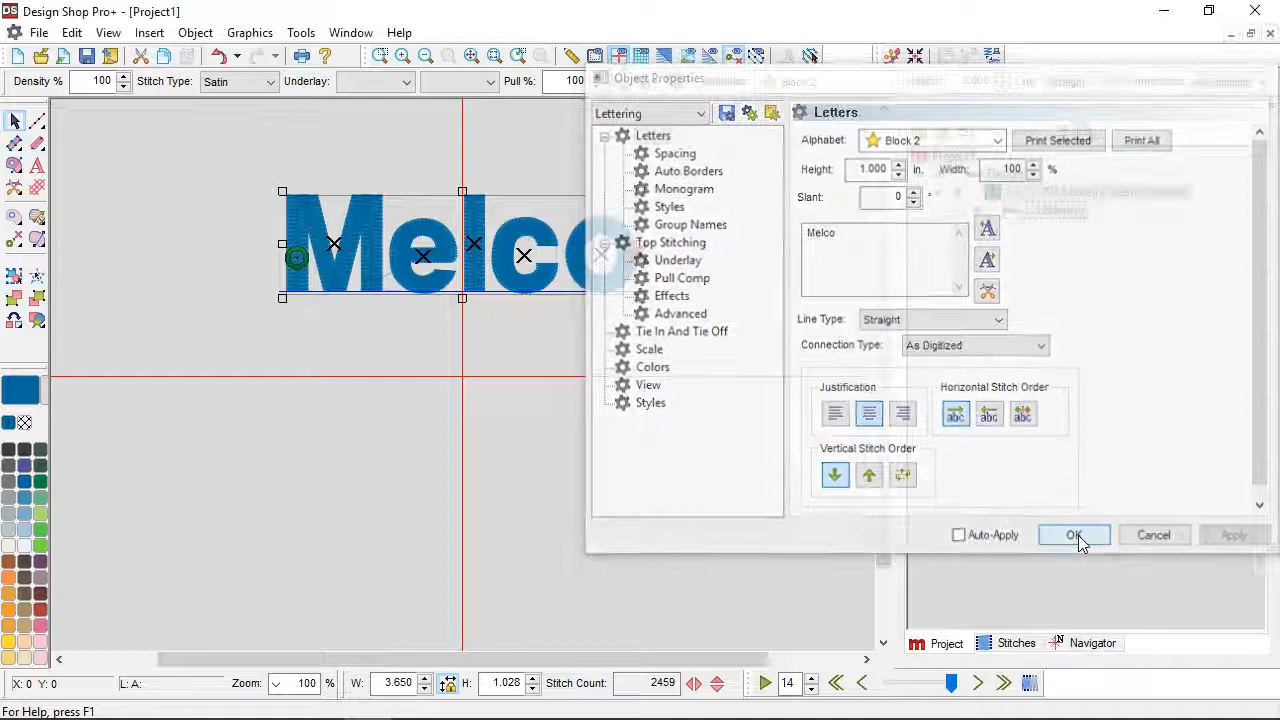 DS Design Shop Pro+ - [Project1]
File Edit View Insert Object Graphics Tools Window Help
Density % 100 Stitch Type: Satin Underlay: Pull %: 100
Object Properties
Lettering
Letters
Spacing
Auto Borders
Monogram
Styles
Group Names
Top Stitching
Underlay
Pull Comp
Effects
Advanced
Tie In And Tie Off
Scale
Colors
View
Styles
Letters
Alphabet: Block 2 Print Selected Print All
Height: 1.000 in. Width: 100 %
Slant: 0 °
Melco
Line Type: Straight
Connection Type: As Digitized
Justification Horizontal Stitch Order
abc abc abc
Vertical Stitch Order
Auto-Apply OK Cancel Apply
Melco
Project Stitches Navigator
X: 0 Y: 0 L: A: Zoom: 100 % W: 3.650 H: 1.028 Stitch Count: 2459 14
For Help, press F1